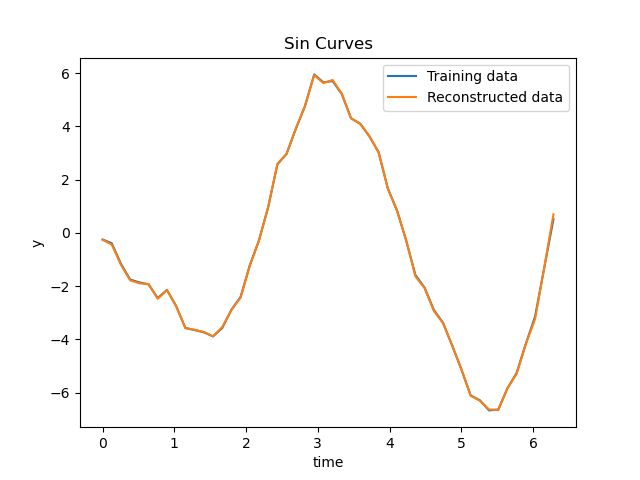 Sin Curves
Training data
Reconstructed data
6
4
2
0
−2
−4
−6
y
0 1 2 3 4 5 6
time